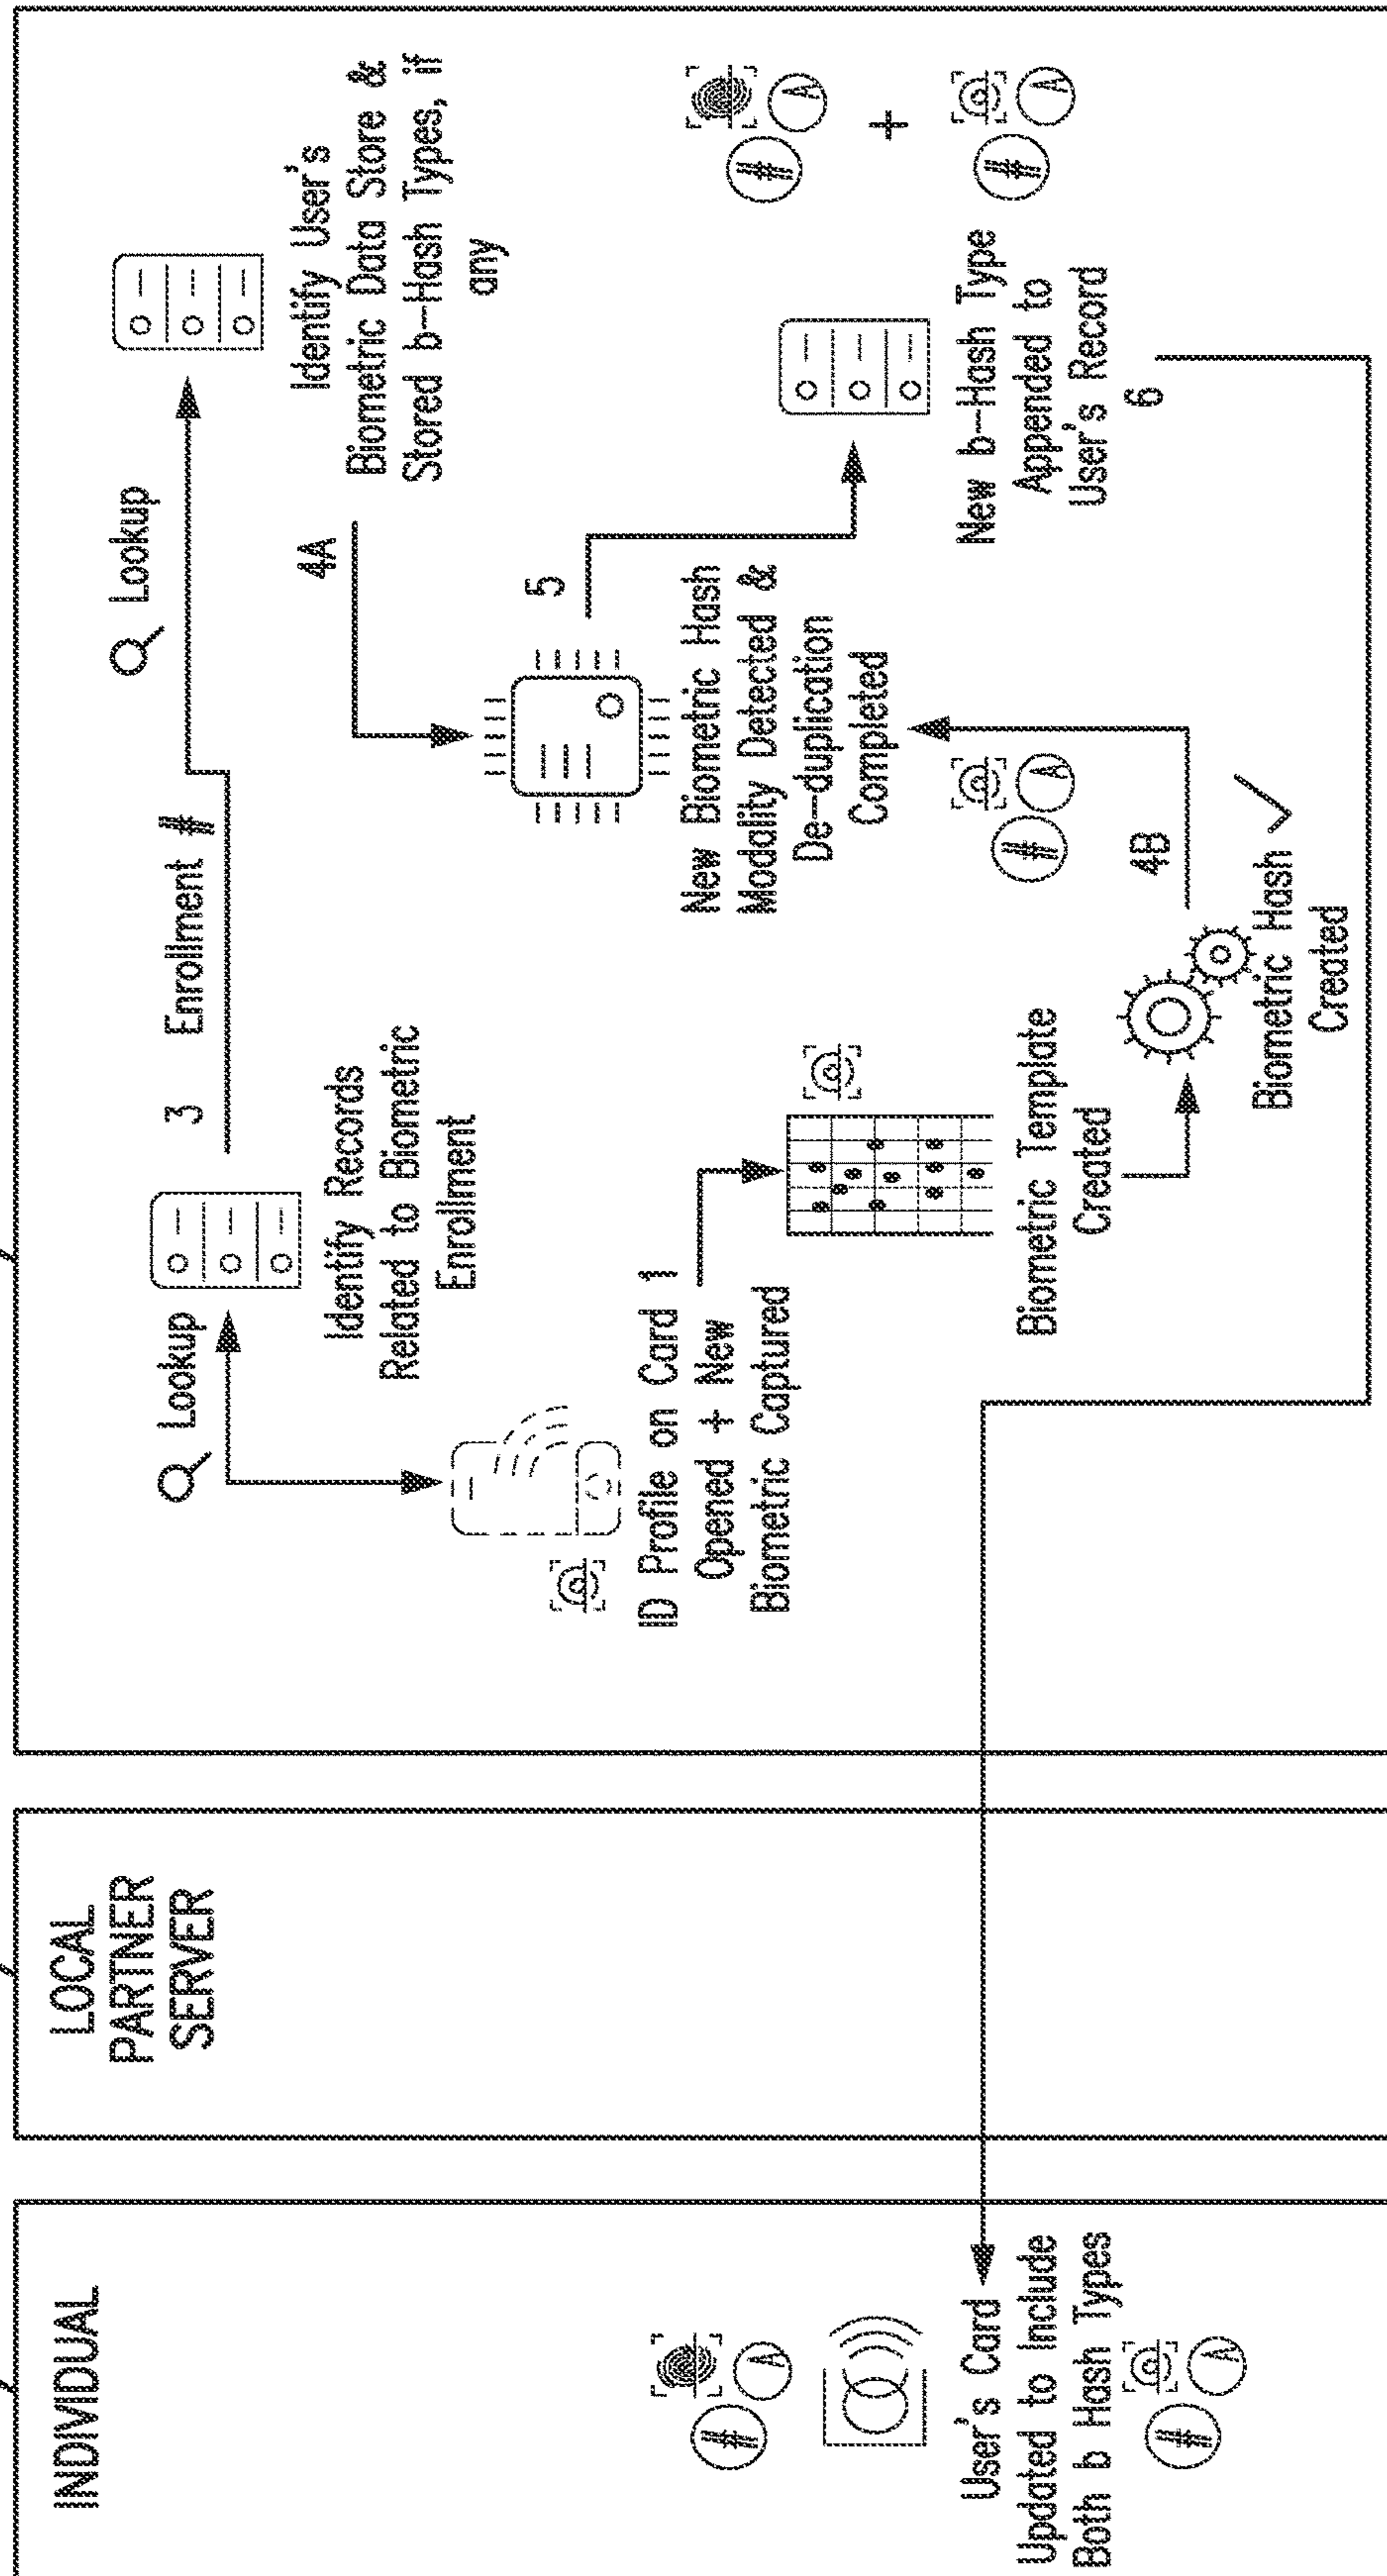 INDIVIDUAL
User's Card
Updated to Include
Both b Hash Types
#
A
#
A
LOCAL
PARTNER
SERVER
Lookup
Identify Records
Related to Biometric
Enrollment
3 Enrollment #
Lookup
Identify User's
Biometric Data Store &
Stored b-Hash Types, if
any
ID Profile on Card 1
Opened + New
Biometric Captured
Biometric Template
Created
Biometric Hash
Created
4A
4B
#
A
New Biometric Hash
Modality Detected &
De-duplication
Completed
5
New b-Hash Type
Appended to
User's Record
6
#
A
+
#
A